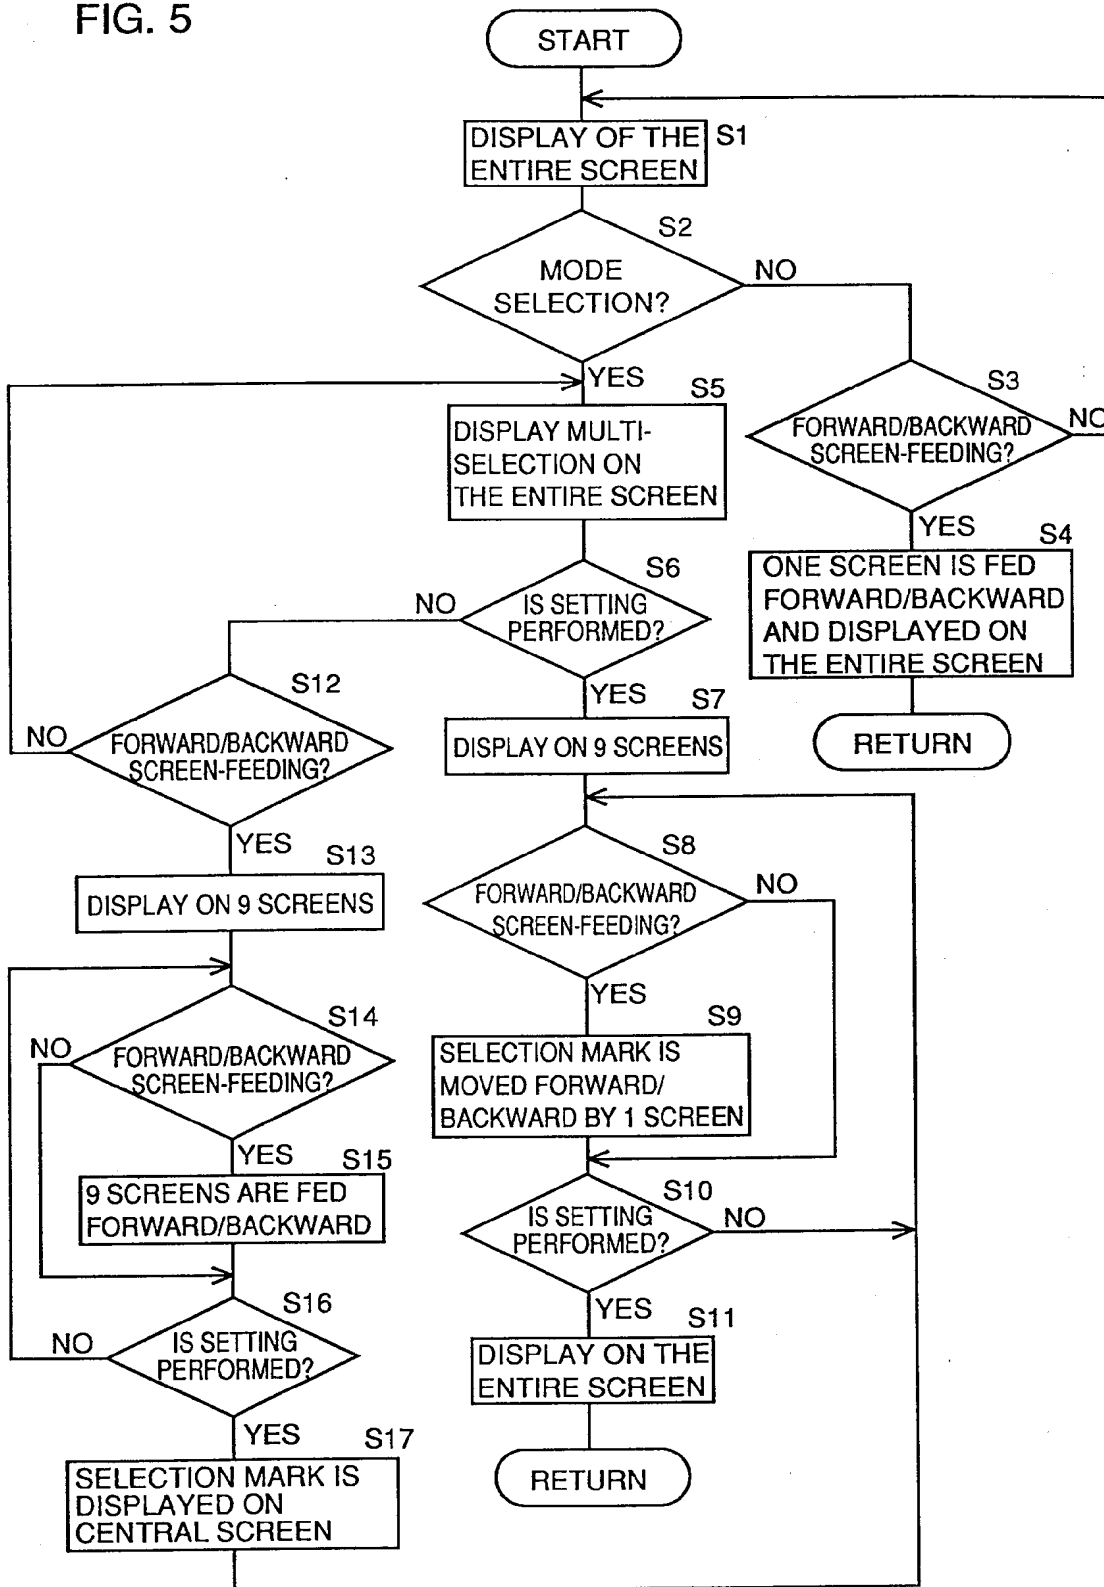 FIG. 5
START
DISPLAY OF THE
ENTIRE SCREEN
S1
S2
MODE
SELECTION?
NO
YES
S3
FORWARD/BACKWARD
SCREEN-FEEDING?
NO
YES
S4
ONE SCREEN IS FED
FORWARD/BACKWARD
AND DISPLAYED ON
THE ENTIRE SCREEN
RETURN
S5
DISPLAY MULTI-
SELECTION ON
THE ENTIRE SCREEN
S6
IS SETTING
PERFORMED?
NO
YES
S7
DISPLAY ON 9 SCREENS
S8
FORWARD/BACKWARD
SCREEN-FEEDING?
NO
YES
S9
SELECTION MARK IS
MOVED FORWARD/
BACKWARD BY 1 SCREEN
S10
IS SETTING
PERFORMED?
NO
YES
S11
DISPLAY ON THE
ENTIRE SCREEN
RETURN
S12
FORWARD/BACKWARD
SCREEN-FEEDING?
NO
YES
S13
DISPLAY ON 9 SCREENS
S14
FORWARD/BACKWARD
SCREEN-FEEDING?
NO
YES
S15
9 SCREENS ARE FED
FORWARD/BACKWARD
S16
IS SETTING
PERFORMED?
NO
YES
S17
SELECTION MARK IS
DISPLAYED ON
CENTRAL SCREEN